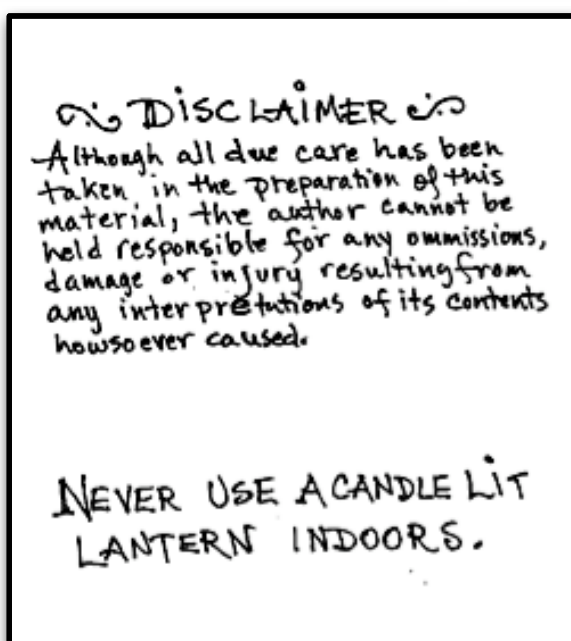 DISCLAIMER
Although all due care has been
taken in the preparation of this
material, the author cannot be
held responsible for any ommissions,
damage or injury resulting from
any interpretutions of its contents
howsoever caused.
NEVER USE A CANDLE LIT
LANTERN INDOORS.